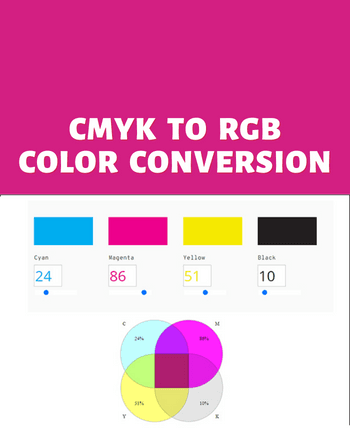 CMYK TO RGB
COLOR CONVERSION
Cyan Magenta Yellow Black
24 86 51 10
C M
24% 86%
51% 10%
Y K